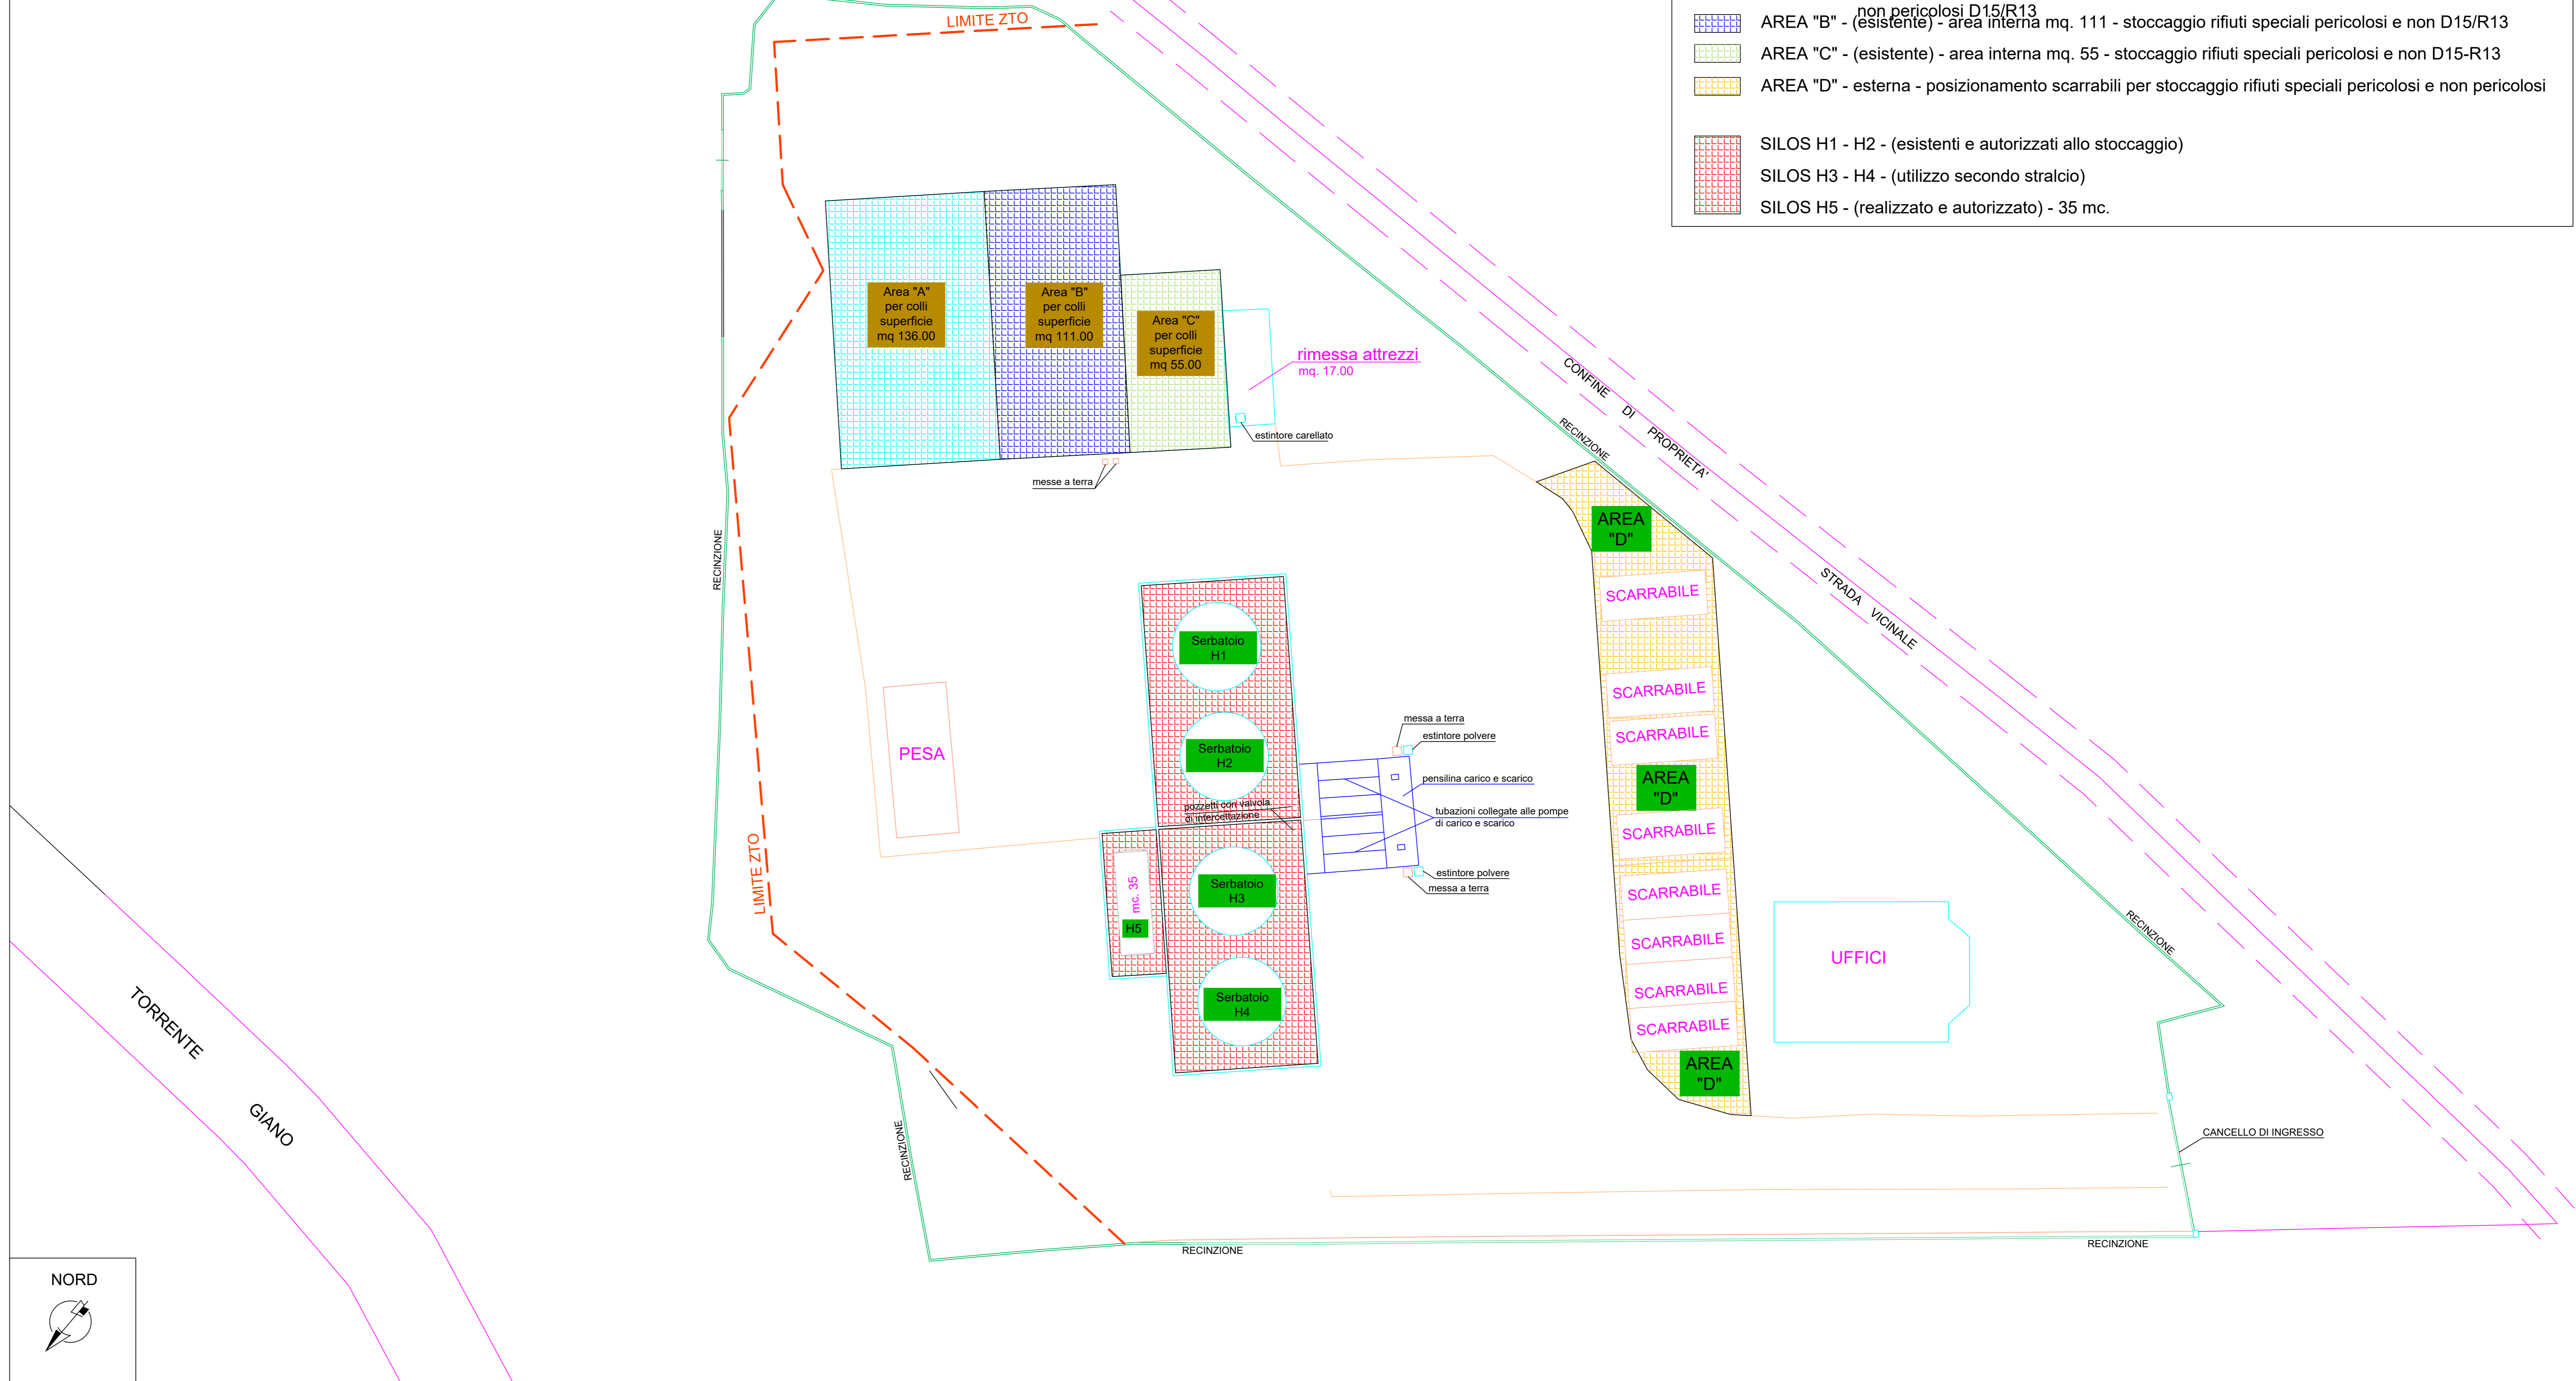 non pericolosi D15/R13
AREA "B" - (esistente) - area interna mq. 111 - stoccaggio rifiuti speciali pericolosi e non D15/R13
AREA "C" - (esistente) - area interna mq. 55 - stoccaggio rifiuti speciali pericolosi e non D15-R13
AREA "D" - esterna - posizionamento scarrabili per stoccaggio rifiuti speciali pericolosi e non pericolosi
SILOS H1 - H2 - (esistenti e autorizzati allo stoccaggio)
SILOS H3 - H4 - (utilizzo secondo stralcio)
SILOS H5 - (realizzato e autorizzato) - 35 mc.
LIMITE ZTO
Area "A"
per colli
superficie
mq 136.00
Area "B"
per colli
superficie
mq 111.00
Area "C"
per colli
superficie
mq 55.00
rimessa attrezzi
mq. 17.00
estintore carellato
messe a terra
CONFINE DI PROPRIETA'
RECINZIONE
STRADA VICINALE
RECINZIONE
AREA
"D"
SCARRABILE
SCARRABILE
SCARRABILE
AREA
"D"
SCARRABILE
SCARRABILE
SCARRABILE
SCARRABILE
SCARRABILE
AREA
"D"
Serbatoio
H1
Serbatoio
H2
pozzetti con valvola
di intercettazione
Serbatoio
H3
Serbatoio
H4
mc. 35
H5
PESA
messa a terra
estintore polvere
pensilina carico e scarico
tubazioni collegate alle pompe
di carico e scarico
estintore polvere
messa a terra
UFFICI
RECINZIONE
LIMITE ZTO
RECINZIONE
CANCELLO DI INGRESSO
RECINZIONE
RECINZIONE
TORRENTE GIANO
NORD